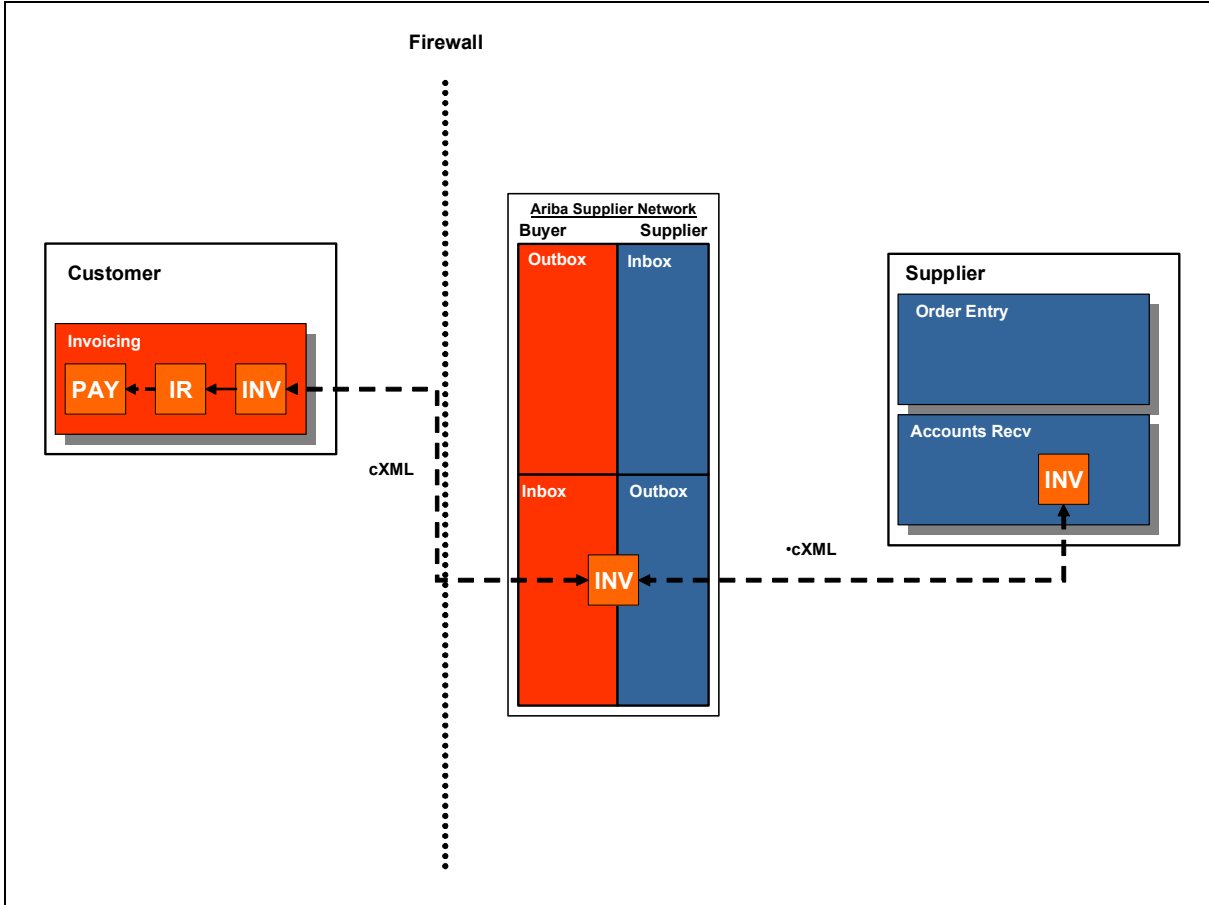 Firewall
Ariba Supplier Network
Buyer Supplier
Outbox Inbox
Customer
Supplier
Order Entry
Invoicing
PAY IR INV
Accounts Recv
cXML
INV
Inbox Outbox
•cXML
INV